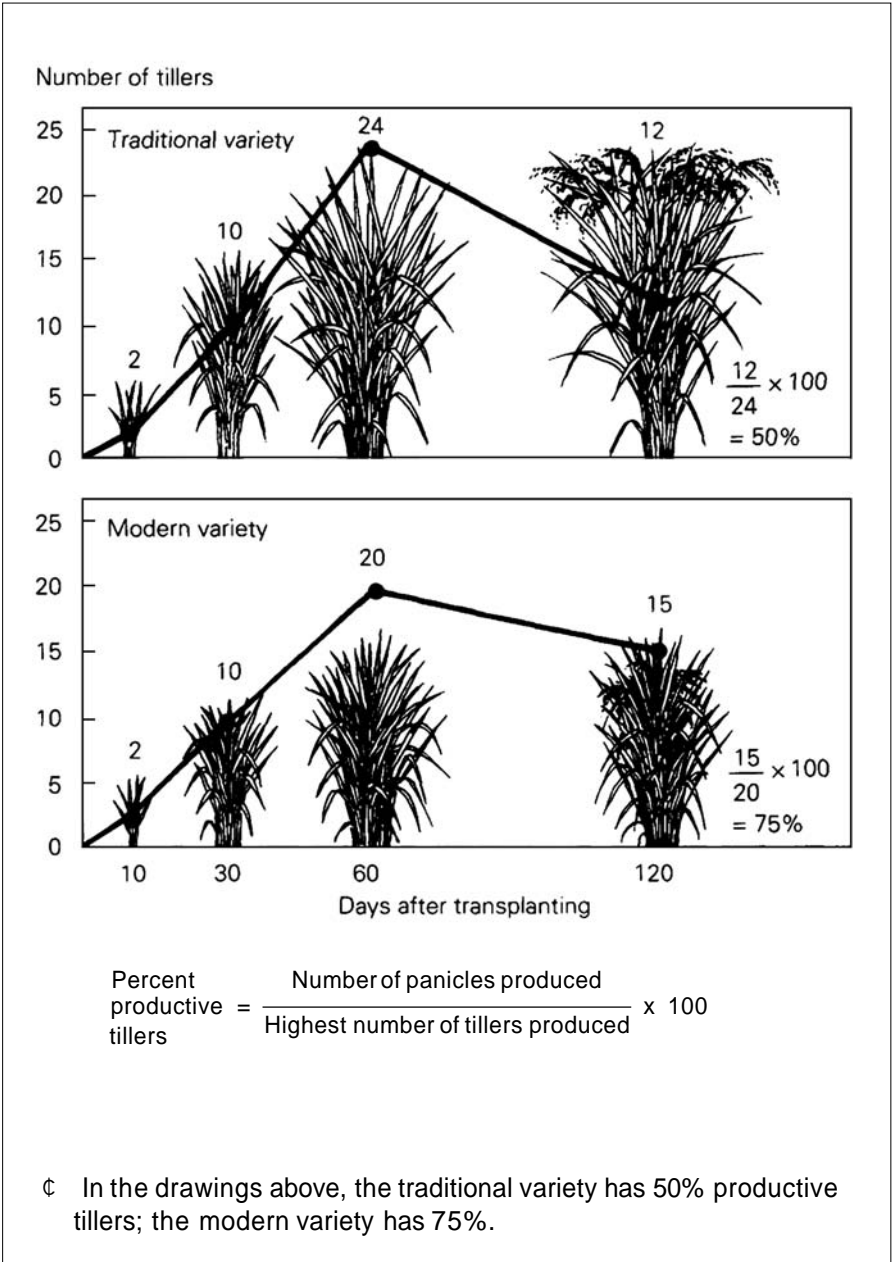 Number of tillers
25
Traditional variety
24
12
20
10
15
10
2
5
0
12
24
× 100
= 50%
25
Modern variety
20
20
15
15
10
10
2
5
0
15
20
× 100
= 75%
10 30 60 120
Days after transplanting
Percent
productive
tillers
=
Number of panicles produced
Highest number of tillers produced
x 100
¢ In the drawings above, the traditional variety has 50% productive
tillers; the modern variety has 75%.